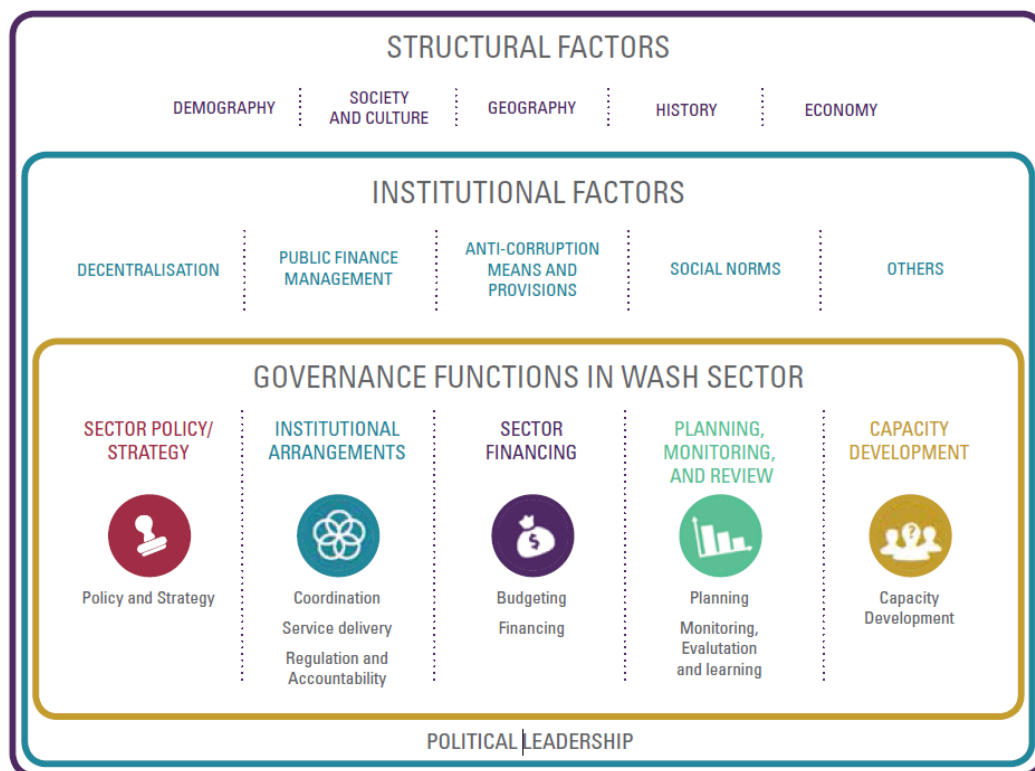 STRUCTURAL FACTORS
DEMOGRAPHY
SOCIETY
AND CULTURE
GEOGRAPHY
HISTORY
ECONOMY
INSTITUTIONAL FACTORS
DECENTRALISATION
PUBLIC FINANCE
MANAGEMENT
ANTI-CORRUPTION
MEANS AND
PROVISIONS
SOCIAL NORMS
OTHERS
GOVERNANCE FUNCTIONS IN WASH SECTOR
SECTOR POLICY/
STRATEGY
Policy and Strategy
INSTITUTIONAL
ARRANGEMENTS
Coordination
Service delivery
Regulation and
Accountability
SECTOR
FINANCING
$
Budgeting
Financing
PLANNING,
MONITORING,
AND REVIEW
Planning
Monitoring,
Evalutation
and learning
CAPACITY
DEVELOPMENT
?
Capacity
Development
POLITICAL LEADERSHIP